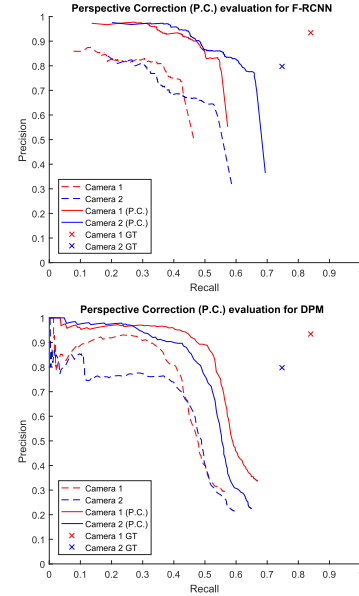 Perspective Correction (P.C.) evaluation for F-RCNN
1
0.9
0.8
0.7
0.6
0.5
0.4
0.3
0.2
0.1
0
Precision
Camera 1
Camera 2
Camera 1 (P.C.)
Camera 2 (P.C.)
Camera 1 GT
Camera 2 GT
0 0.1 0.2 0.3 0.4 0.5 0.6 0.7 0.8 0.9
Recall
Perspective Correction (P.C.) evaluation for DPM
1
0.9
0.8
0.7
0.6
0.5
0.4
0.3
0.2
0.1
0
Precision
Camera 1
Camera 2
Camera 1 (P.C.)
Camera 2 (P.C.)
Camera 1 GT
Camera 2 GT
0 0.1 0.2 0.3 0.4 0.5 0.6 0.7 0.8 0.9
Recall